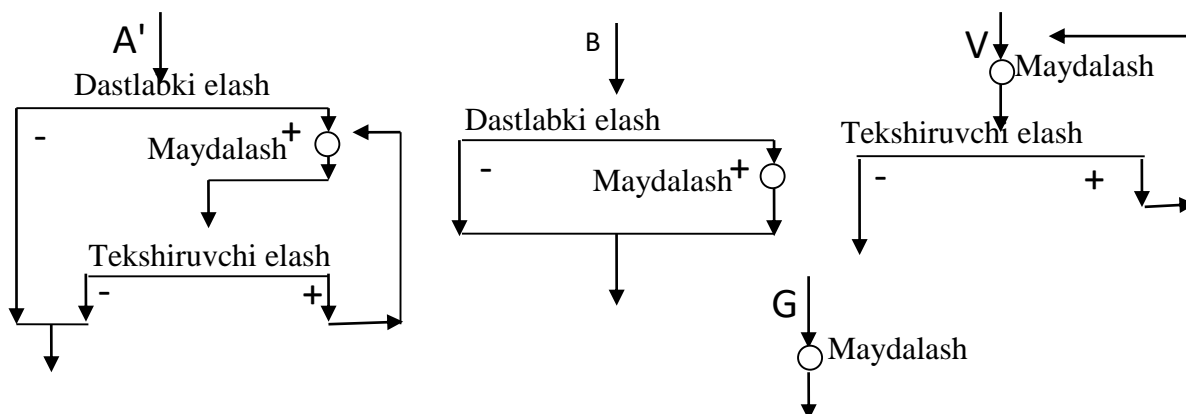 A'
Dastlabki elash
-
+
Maydalash
Tekshiruvchi elash
-
+
B
Dastlabki elash
-
+
Maydalash
V
Maydalash
Tekshiruvchi elash
-
+
G
Maydalash